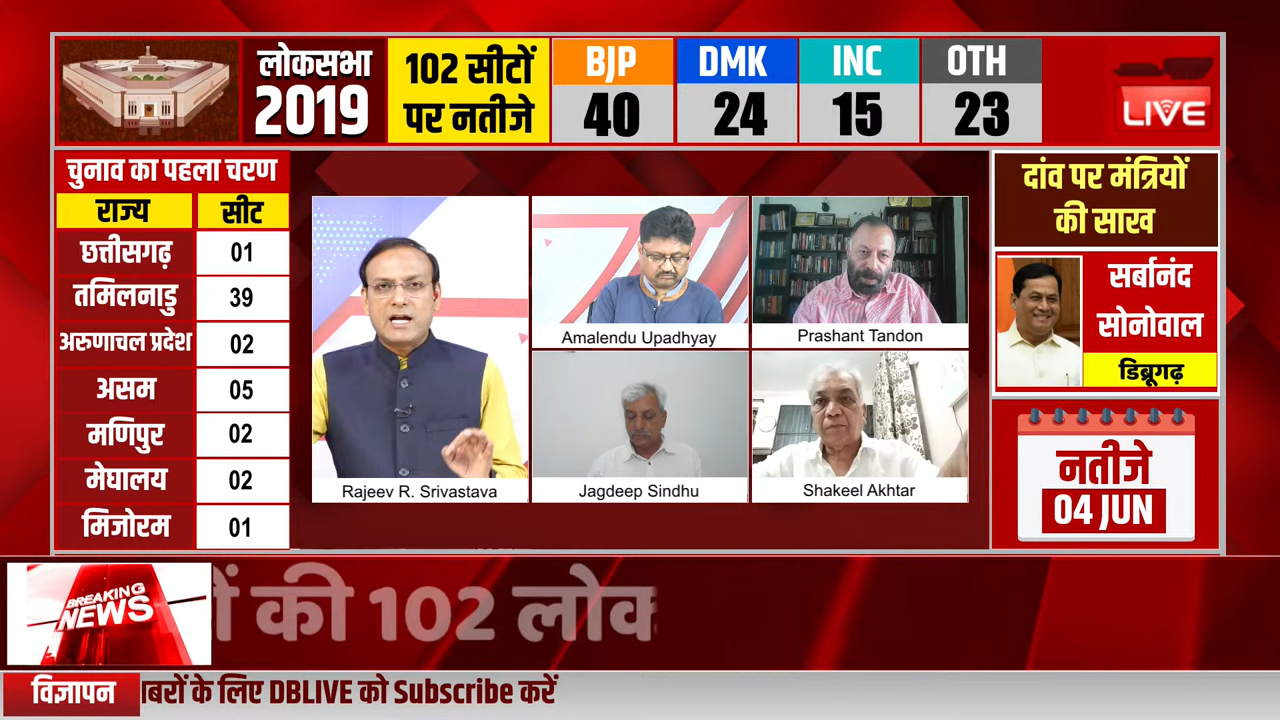 लोकसभा
2019
102 सीटों
पर नतीजे
BJP
40
DMK
24
INC
15
OTH
23
LIVE
चुनाव का पहला चरण
राज्य सीट
छत्तीसगढ़ 01
तमिलनाडु 39
अरुणाचल प्रदेश 02
असम 05
मणिपुर 02
मेघालय 02
मिजोरम 01
Rajeev R. Srivastava
Amalendu Upadhyay
Prashant Tandon
Jagdeep Sindhu
Shakeel Akhtar
दांव पर मंत्रियों
की साख
सर्बानंद
सोनोवाल
डिब्रूगढ़
नतीजे
04 JUN
BREAKING
NEWS
की 102
विज्ञापन
के लिए DBLIVE को Subscribe करें